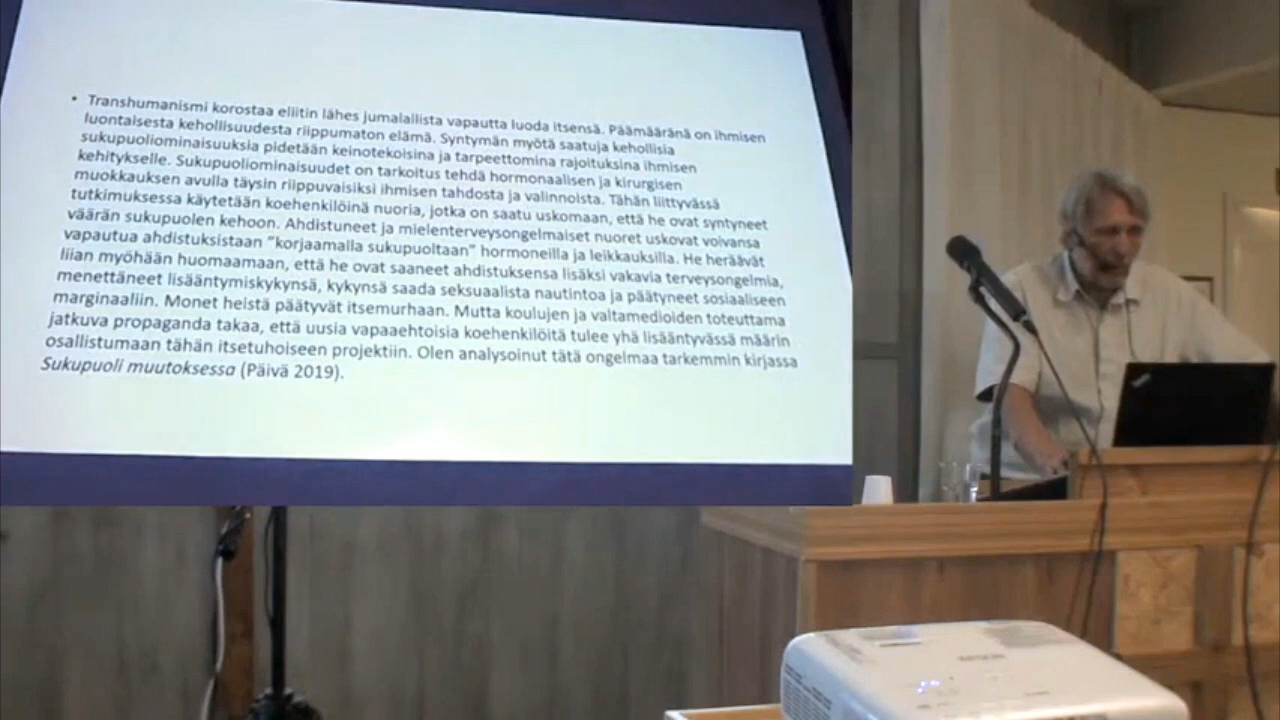 • Transhumanismi korostaa eliitin lähes jumalallista vapautta luoda itsensä. Päämääränä on ihmisen
luontaisesta kehollisuudesta riippumaton elämä. Syntymän myötä saatuja kehollisia
sukupuoliominaisuuksia pidetään keinotekoisina ja tarpeettomina rajoituksina ihmisen
kehitykselle. Sukupuoliominaisuudet on tarkoitus tehdä hormonaalisen ja kirurgisen
muokkauksen avulla täysin riippuvaisiksi ihmisen tahdosta ja valinnoista. Tähän liittyvässä
tutkimuksessa käytetään koehenkilöinä nuoria, jotka on saatu uskomaan, että he ovat syntyneet
väärän sukupuolen kehoon. Ahdistuneet ja mielenterveysongelmaiset nuoret uskovat voivansa
vapautua ahdistuksistaan "korjaamalla sukupuoltaan" hormoneilla ja leikkauksilla. He heräävät
liian myöhään huomaamaan, että he ovat saaneet ahdistuksensa lisäksi vakavia terveysongelmia,
menettäneet lisääntymiskykynsä, kykynsä saada seksuaalista nautintoa ja päätyneet sosiaaliseen
marginaaliin. Monet heistä päätyvät itsemurhaan. Mutta koulujen ja valtamedioiden toteuttama
jatkuva propaganda takaa, että uusia vapaaehtoisia koehenkilöitä tulee yhä lisääntyvässä määrin
osallistumaan tähän itsetuhoiseen projektiin. Olen analysoinut tätä ongelmaa tarkemmin kirjassa
Sukupuoli muutoksessa (Päivä 2019).
EPSON